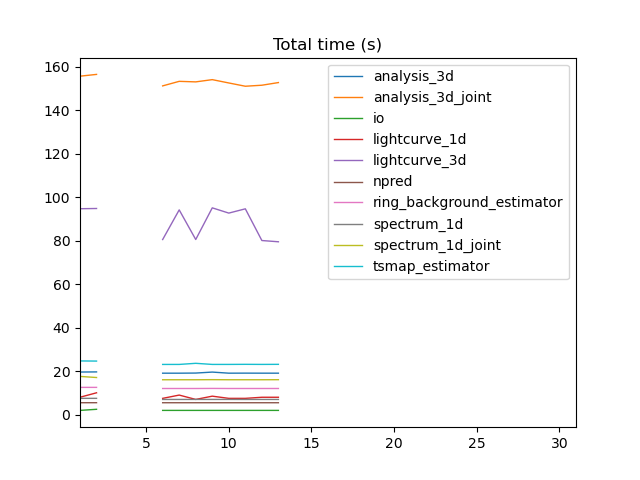 Total time (s)
160
140
120
100
80
60
40
20
0
5
10
15
20
25
30
analysis_3d
analysis_3d_joint
io
lightcurve_1d
lightcurve_3d
npred
ring_background_estimator
spectrum_1d
spectrum_1d_joint
tsmap_estimator